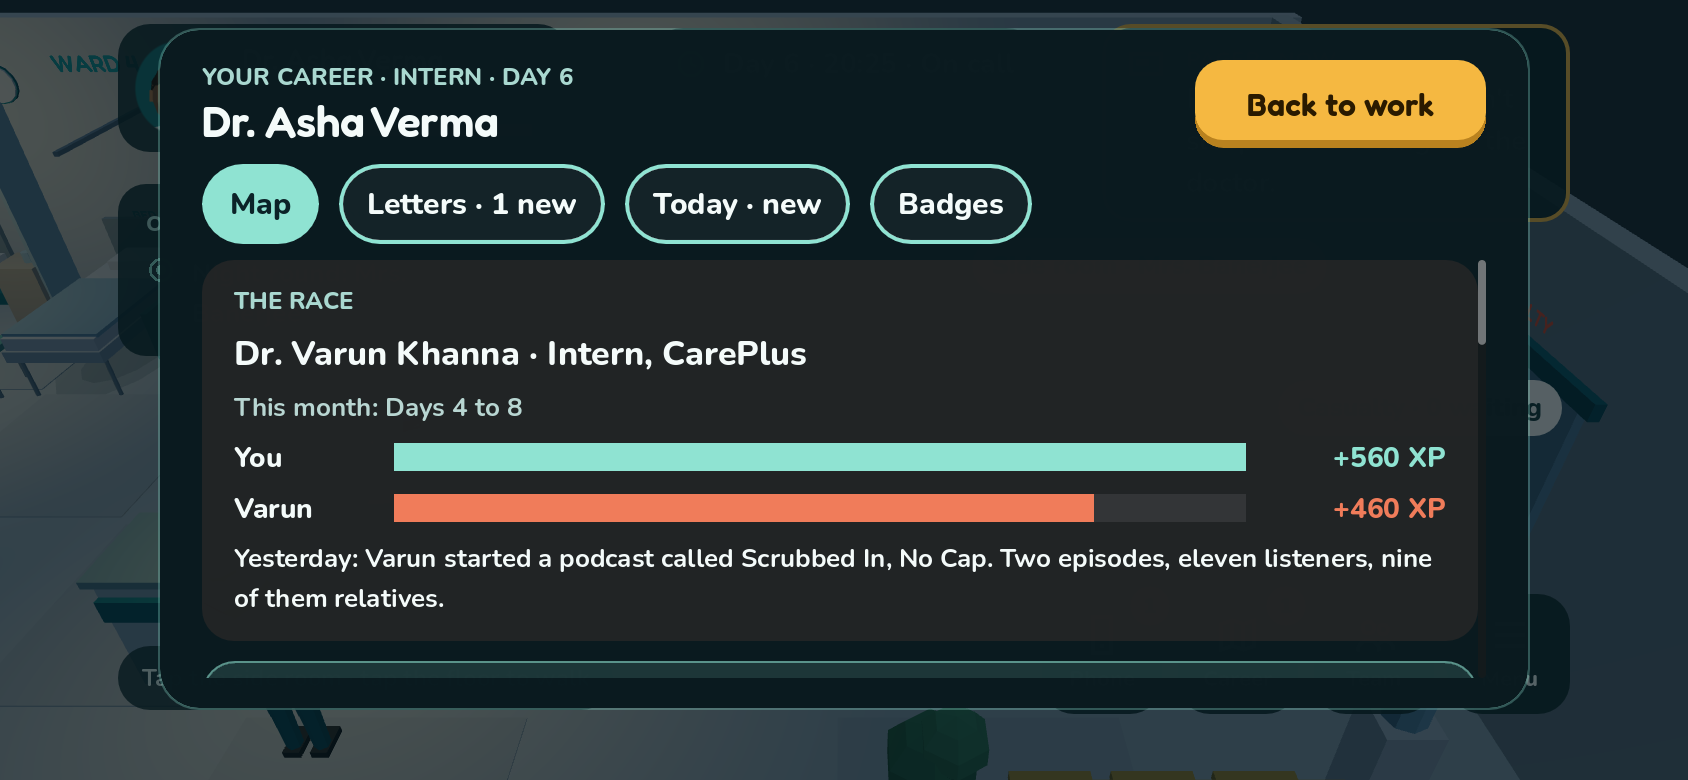 WARD
YOUR CAREER · INTERN · DAY 6
Dr. Asha Verma
Back to work
Map
Letters · 1 new
Today · new
Badges
THE RACE
Dr. Varun Khanna · Intern, CarePlus
This month: Days 4 to 8
You
+560 XP
Varun
+460 XP
Yesterday: Varun started a podcast called Scrubbed In, No Cap. Two episodes, eleven listeners, nine
of them relatives.